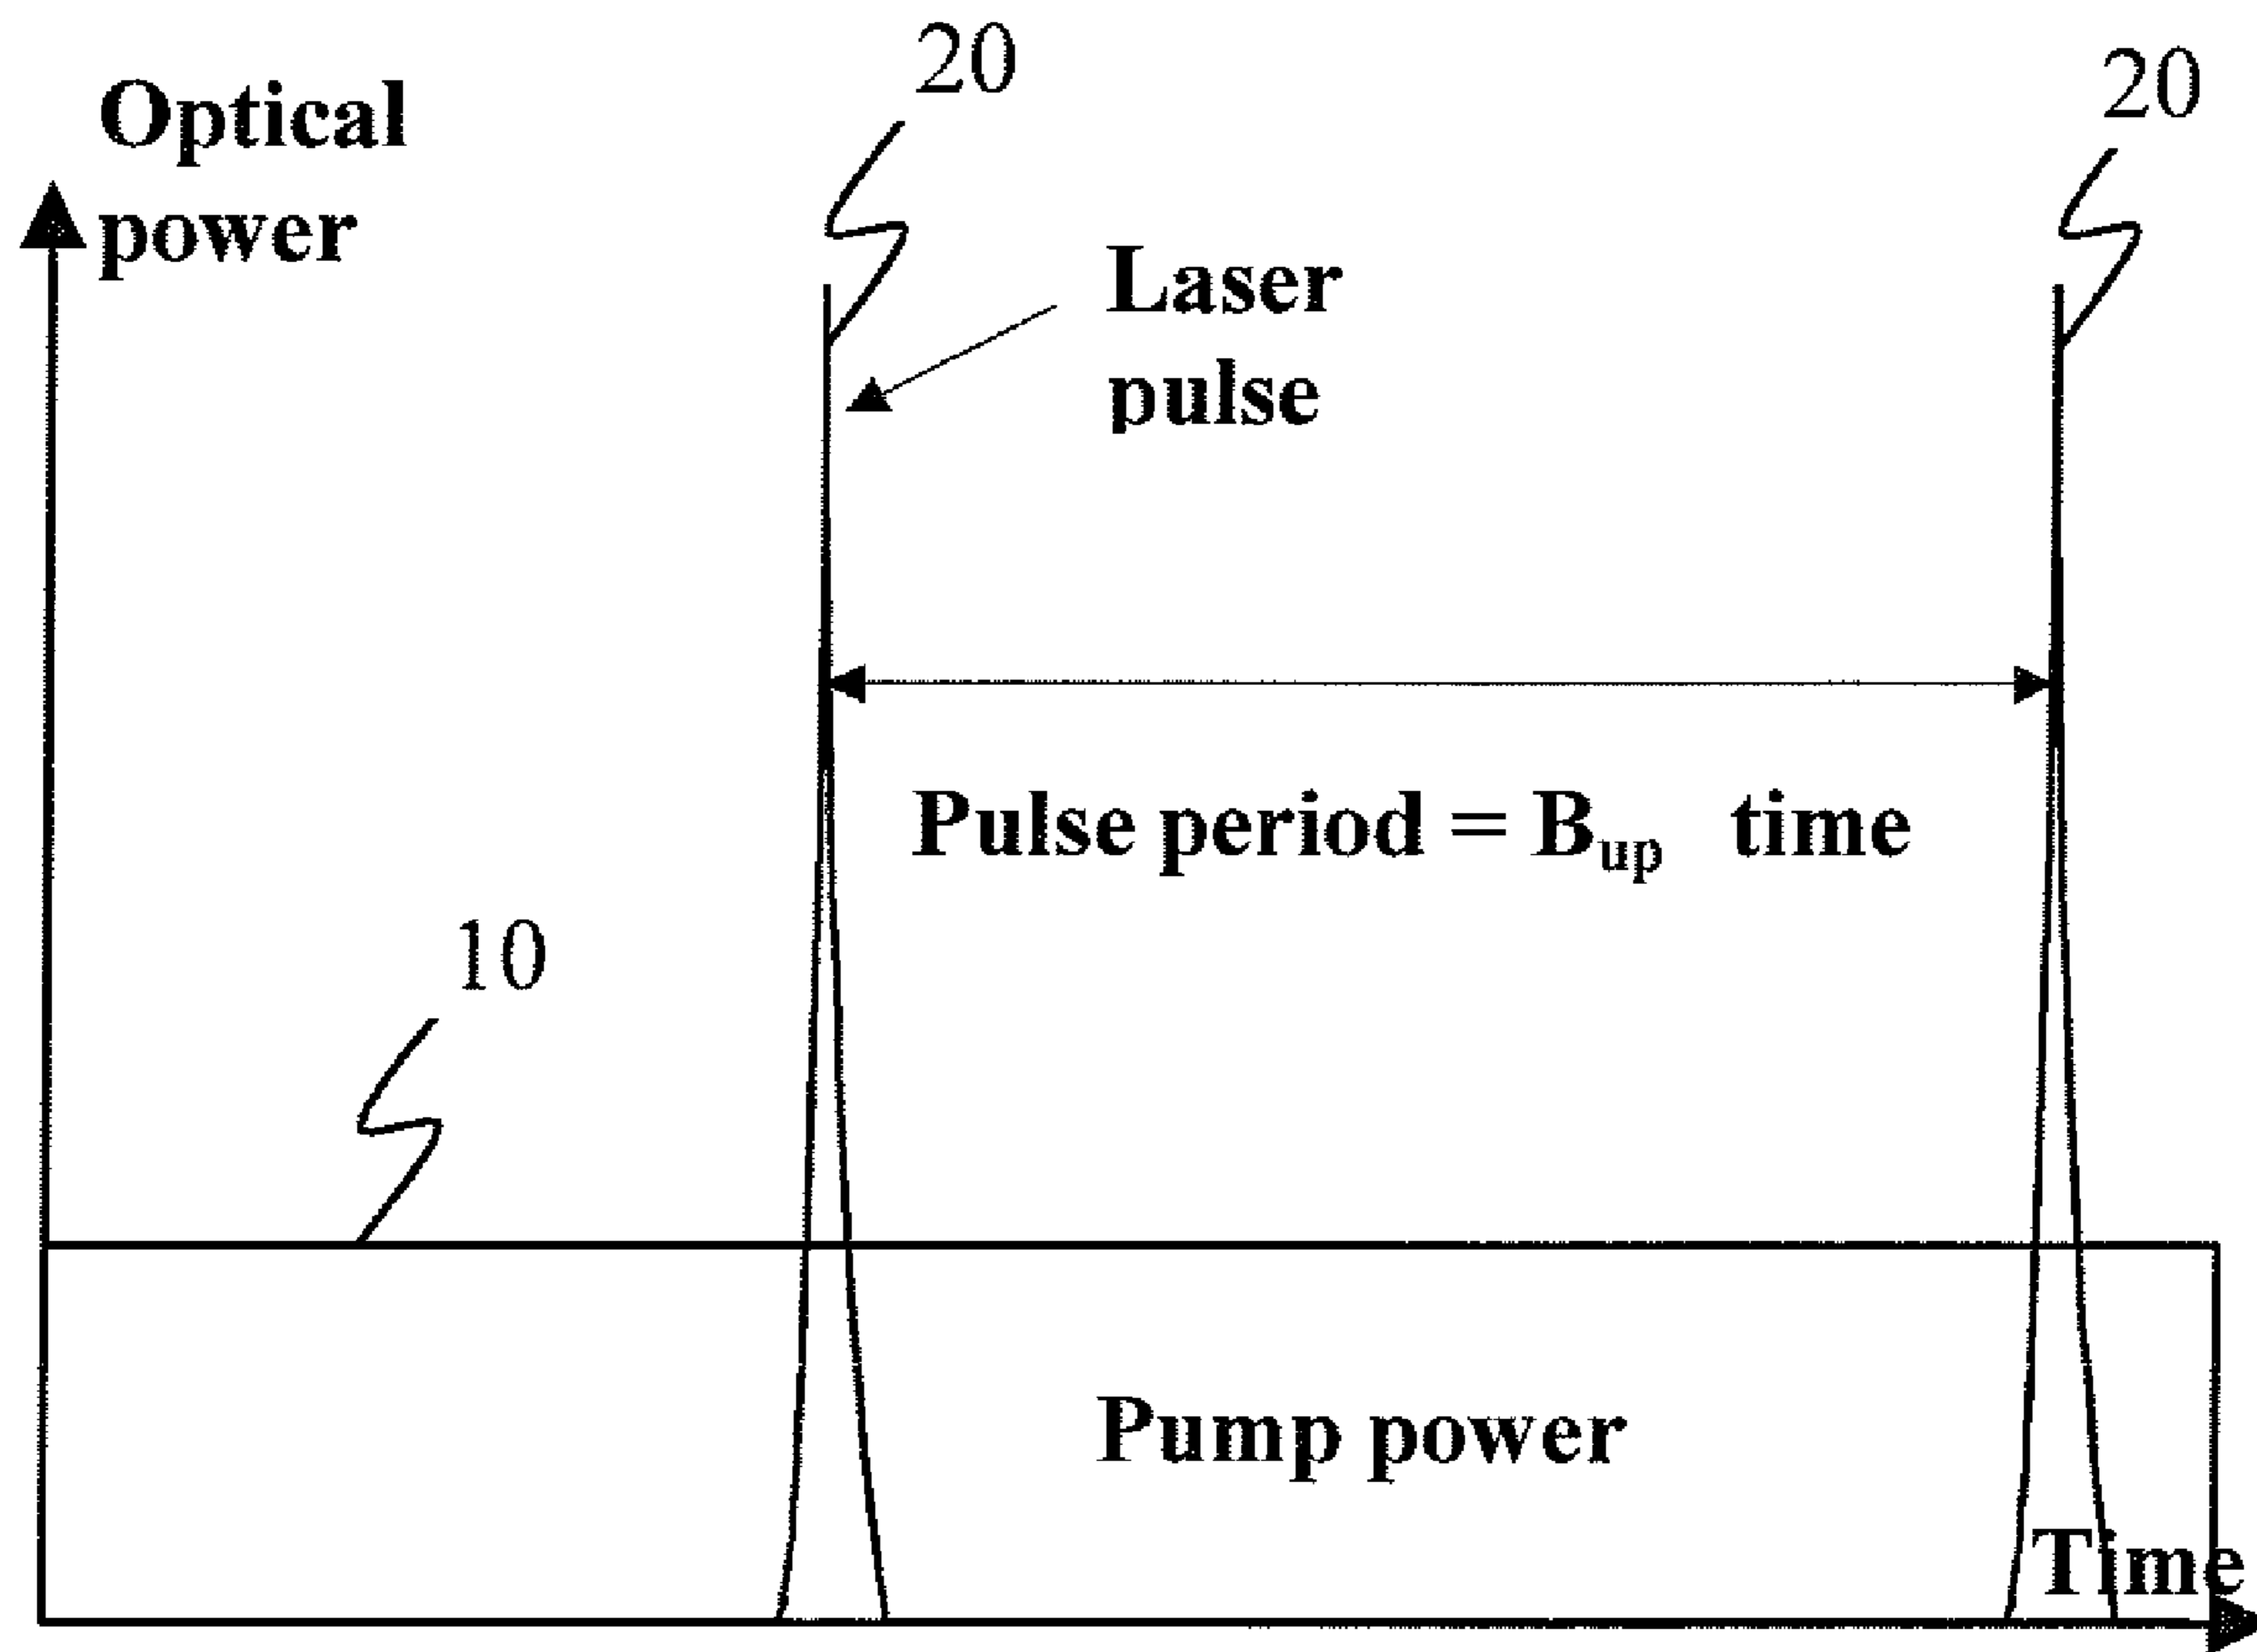 20
20
Optical
power
Laser
pulse
Pulse period = Bup time
10
Pump power
Time